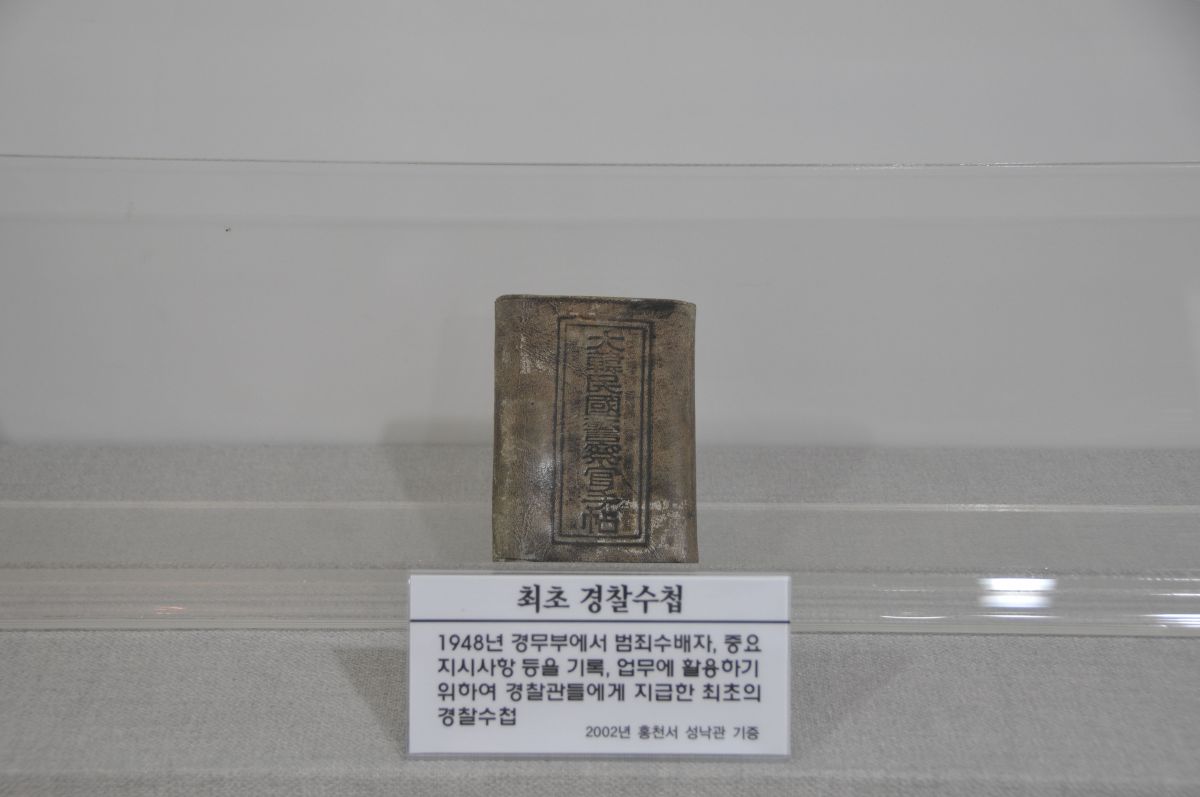 大韓民國警察官手帖
최초 경찰수첩
1948년 경무부에서 범죄수배자, 중요
지시사항 등을 기록, 업무에 활용하기
위하여 경찰관들에게 지급한 최초의
경찰수첩
2002년 홍천서 성낙관 기증